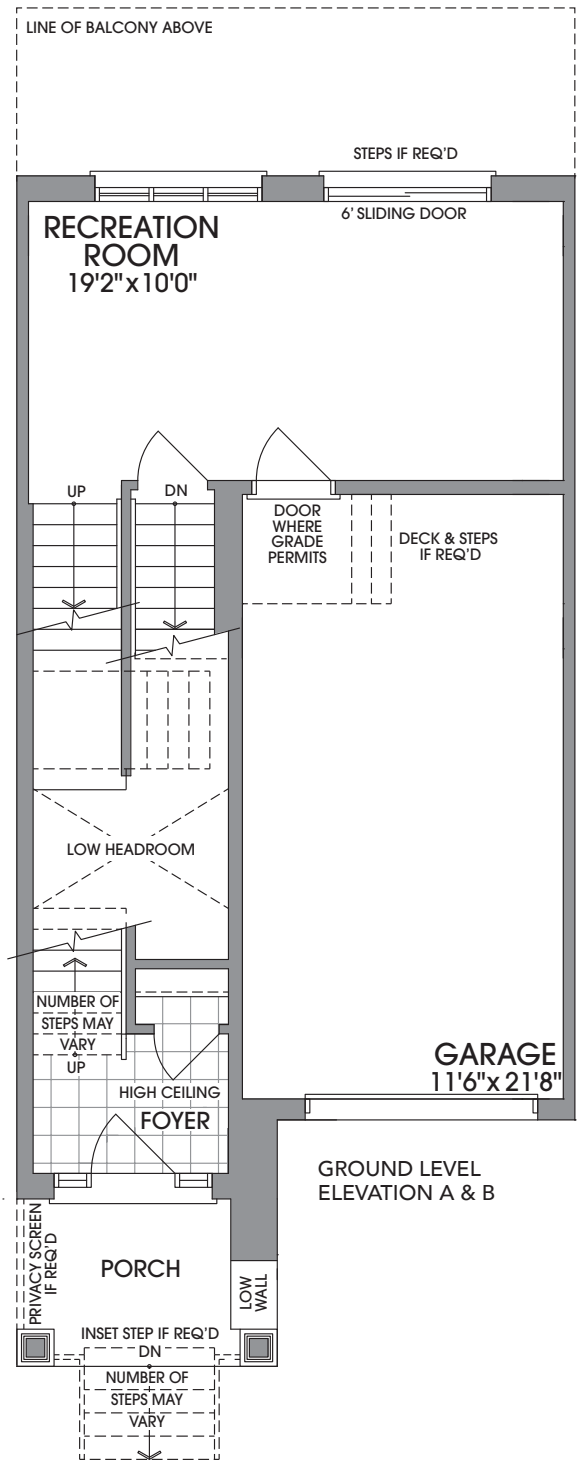 LINE OF BALCONY ABOVE
STEPS IF REQ'D
6' SLIDING DOOR
RECREATION
ROOM
19'2" x 10'0"
UP
DN
DOOR
WHERE
GRADE
PERMITS
DECK & STEPS
IF REQ'D
LOW HEADROOM
NUMBER OF
STEPS MAY
VARY
UP
HIGH CEILING
FOYER
GARAGE
11'6" x 21'8"
GROUND LEVEL
ELEVATION A & B
PRIVACY SCREEN
IF REQ'D
PORCH
LOW
WALL
INSET STEP IF REQ'D
DN
NUMBER OF
STEPS MAY
VARY